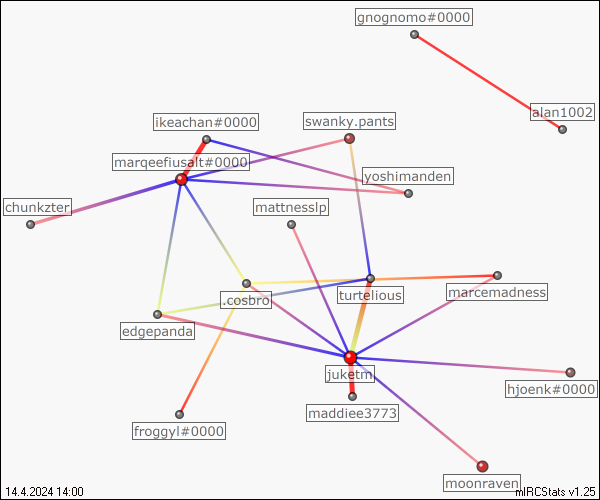 gnognomo#0000
alan1002
ikeachan#0000
swanky.pants
marqeefiusalt#0000
yoshimanden
chunkzter
mattnesslp
marcemadness
turtelious
.cosbro
edgepanda
juketm
hjoenk#0000
maddiee3773
froggyl#0000
moonraven
14.4.2024 14:00
mIRCStats v1.25